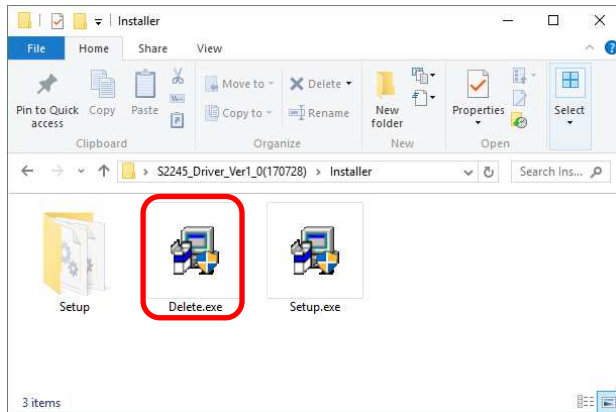 Installer
File Home Share View
Pin to Quick access Copy Paste
Move to Copy to
Delete Rename
New folder
Properties
Select
Clipboard Organize New Open
S2245_Driver_Ver1_0(170728) > Installer
Search Ins...
Setup Delete.exe Setup.exe
3 items